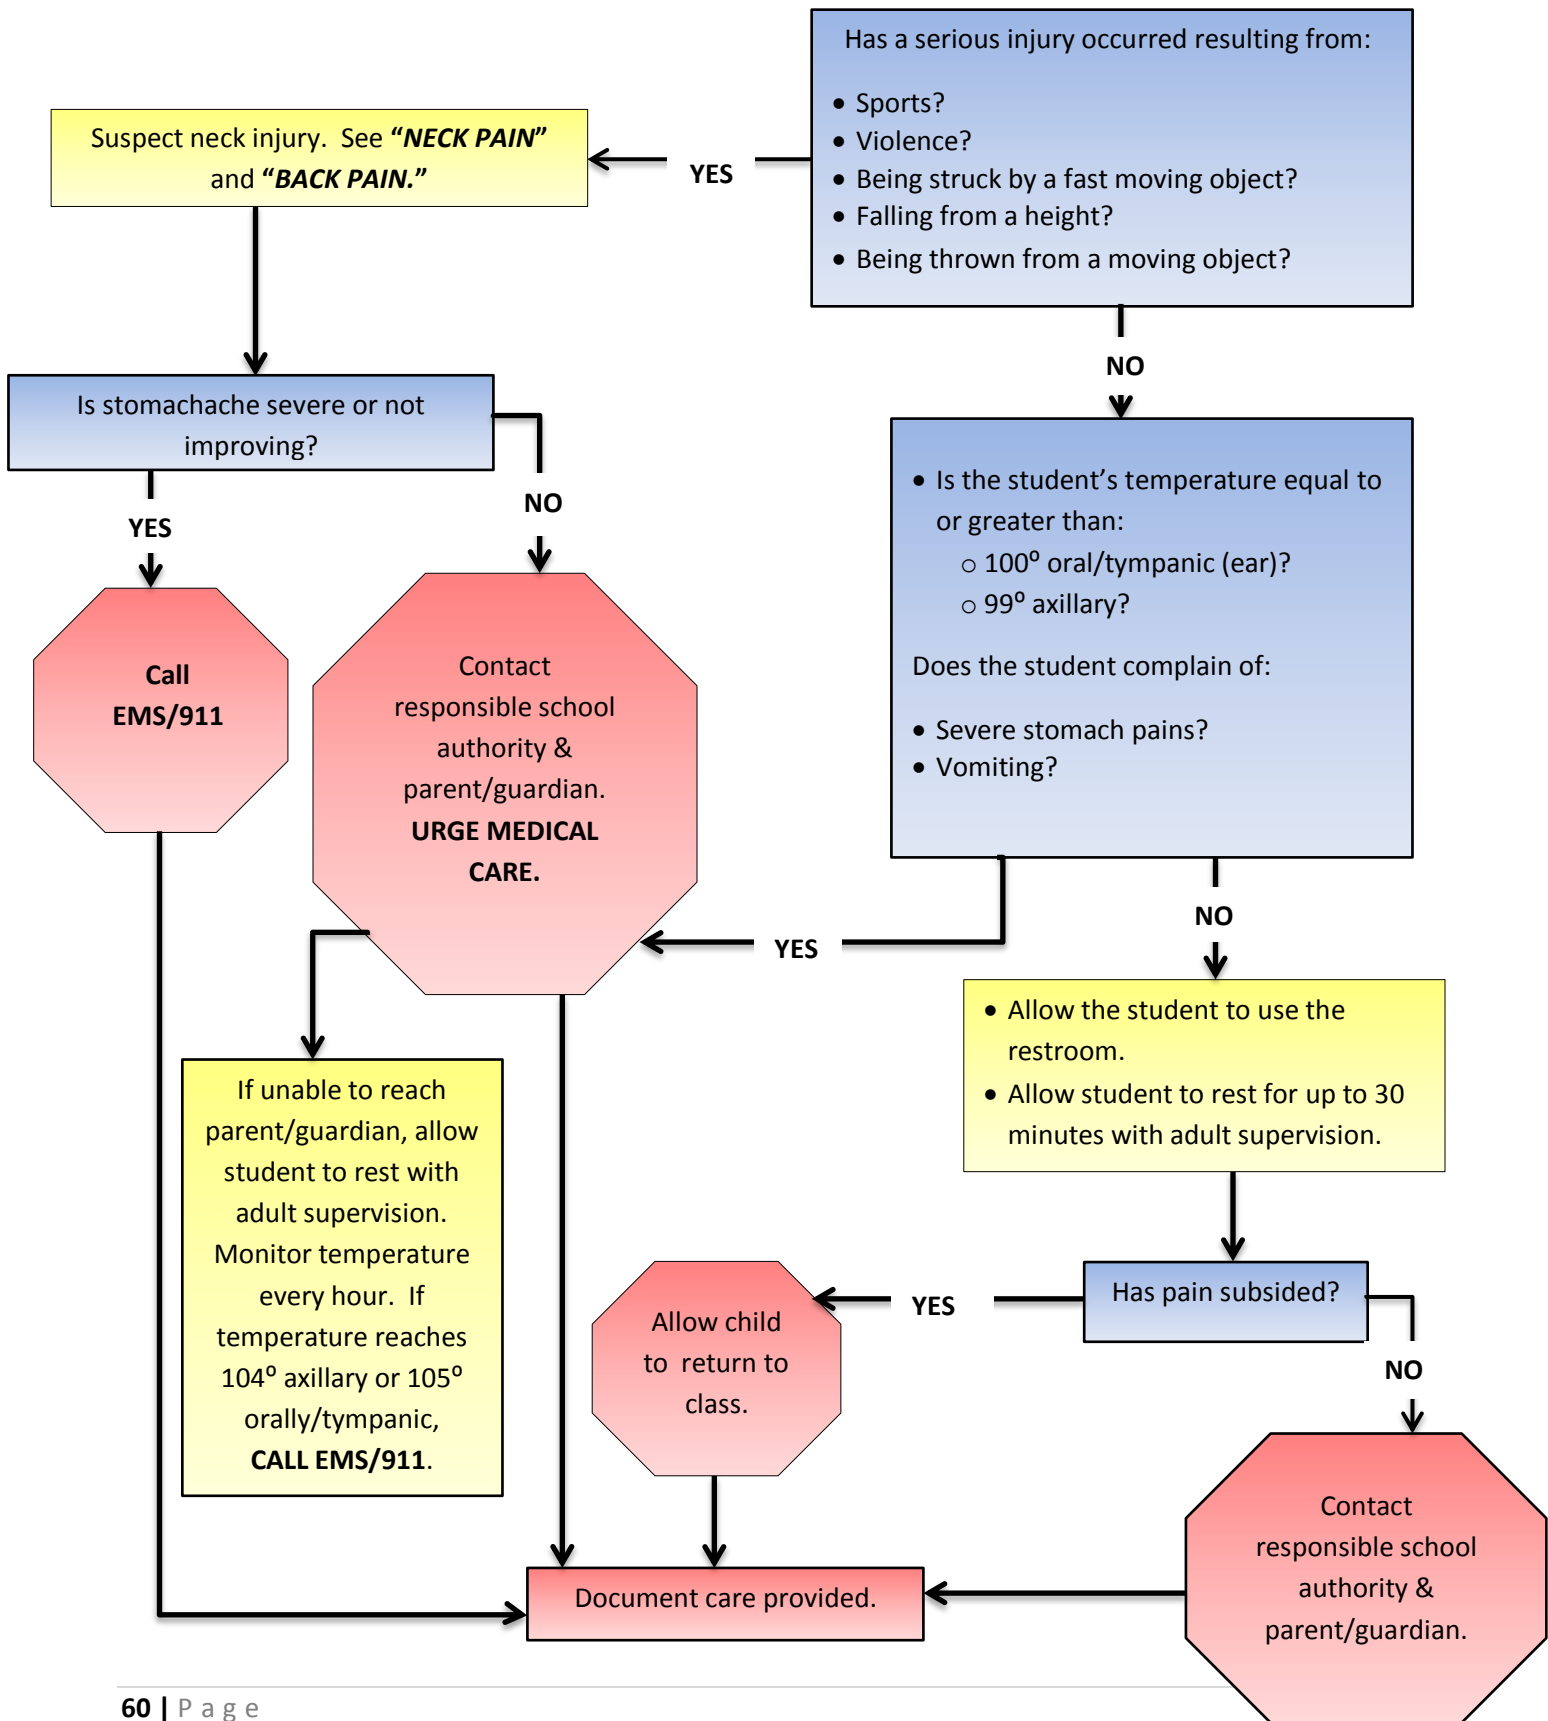 Has a serious injury occurred resulting from:
• Sports?
• Violence?
• Being struck by a fast moving object?
• Falling from a height?
• Being thrown from a moving object?
YES
Suspect neck injury.  See “NECK PAIN”
and “BACK PAIN.”
NO
Is stomachache severe or not
improving?
YES
NO
Call
EMS/911
Contact
responsible school
authority &
parent/guardian.
URGE MEDICAL
CARE.
• Is the student’s temperature equal to
or greater than:
o 100⁰ oral/tympanic (ear)?
o 99⁰ axillary?
Does the student complain of:
• Severe stomach pains?
• Vomiting?
YES
NO
If unable to reach
parent/guardian, allow
student to rest with
adult supervision.
Monitor temperature
every hour.  If
temperature reaches
104⁰ axillary or 105⁰
orally/tympanic,
CALL EMS/911.
• Allow the student to use the
restroom.
• Allow student to rest for up to 30
minutes with adult supervision.
Has pain subsided?
YES
NO
Allow child
to  return to
class.
Contact
responsible school
authority &
parent/guardian.
Document care provided.
60 | P a g e